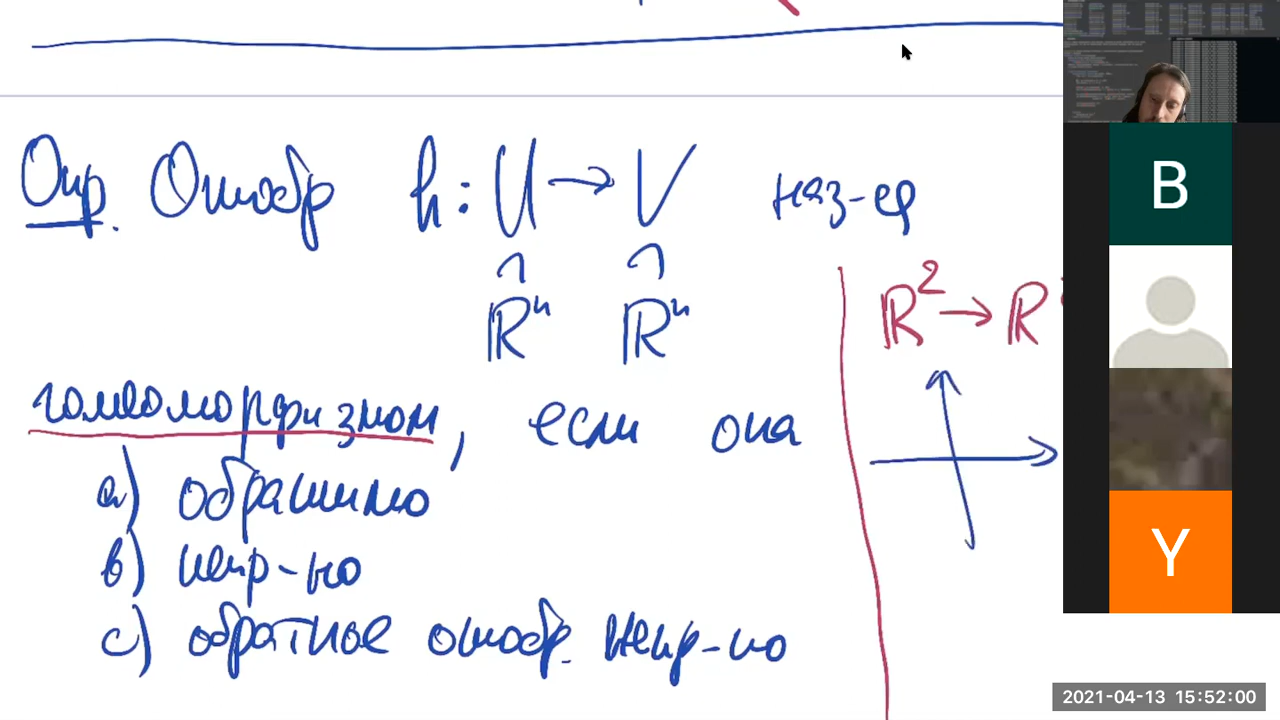 Опр. Отобр h: U → V наз-ся
∩ ∩
ℝⁿ ℝⁿ
гомеоморфизмом, если она
a) обратимо
b) непр-но
c) обратное отобр. непр-но
ℝ² → ℝ
B
Y
2021-04-13 15:52:00